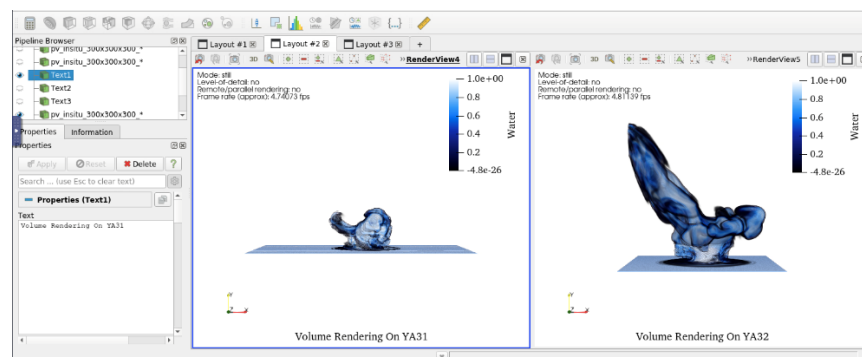 Pipeline Browser
Layout #1
Layout #2
Layout #3
+
pv_insitu_300x300x300_*
pv_insitu_300x300x300_*
Text1
Text2
Text3
pv_insitu_300x300x300_*
3D
»RenderView4
3D
»RenderView5
Mode: still
Level-of-detail: no
Remote/parallel rendering: no
Frame rate (approx): 4.74073 fps
1.0e+00
0.8
0.6
0.4
0.2
-4.8e-26
Water
Mode: still
Level-of-detail: no
Remote/parallel rendering: no
Frame rate (approx): 4.81139 fps
1.0e+00
0.8
0.6
0.4
0.2
-4.8e-26
Water
Properties
Information
Properties
Apply
Reset
Delete
?
Search ... (use Esc to clear text)
Properties (Text1)
Text
Volume Rendering On YA31
Y
X
Volume Rendering On YA31
Y
X
Volume Rendering On YA32